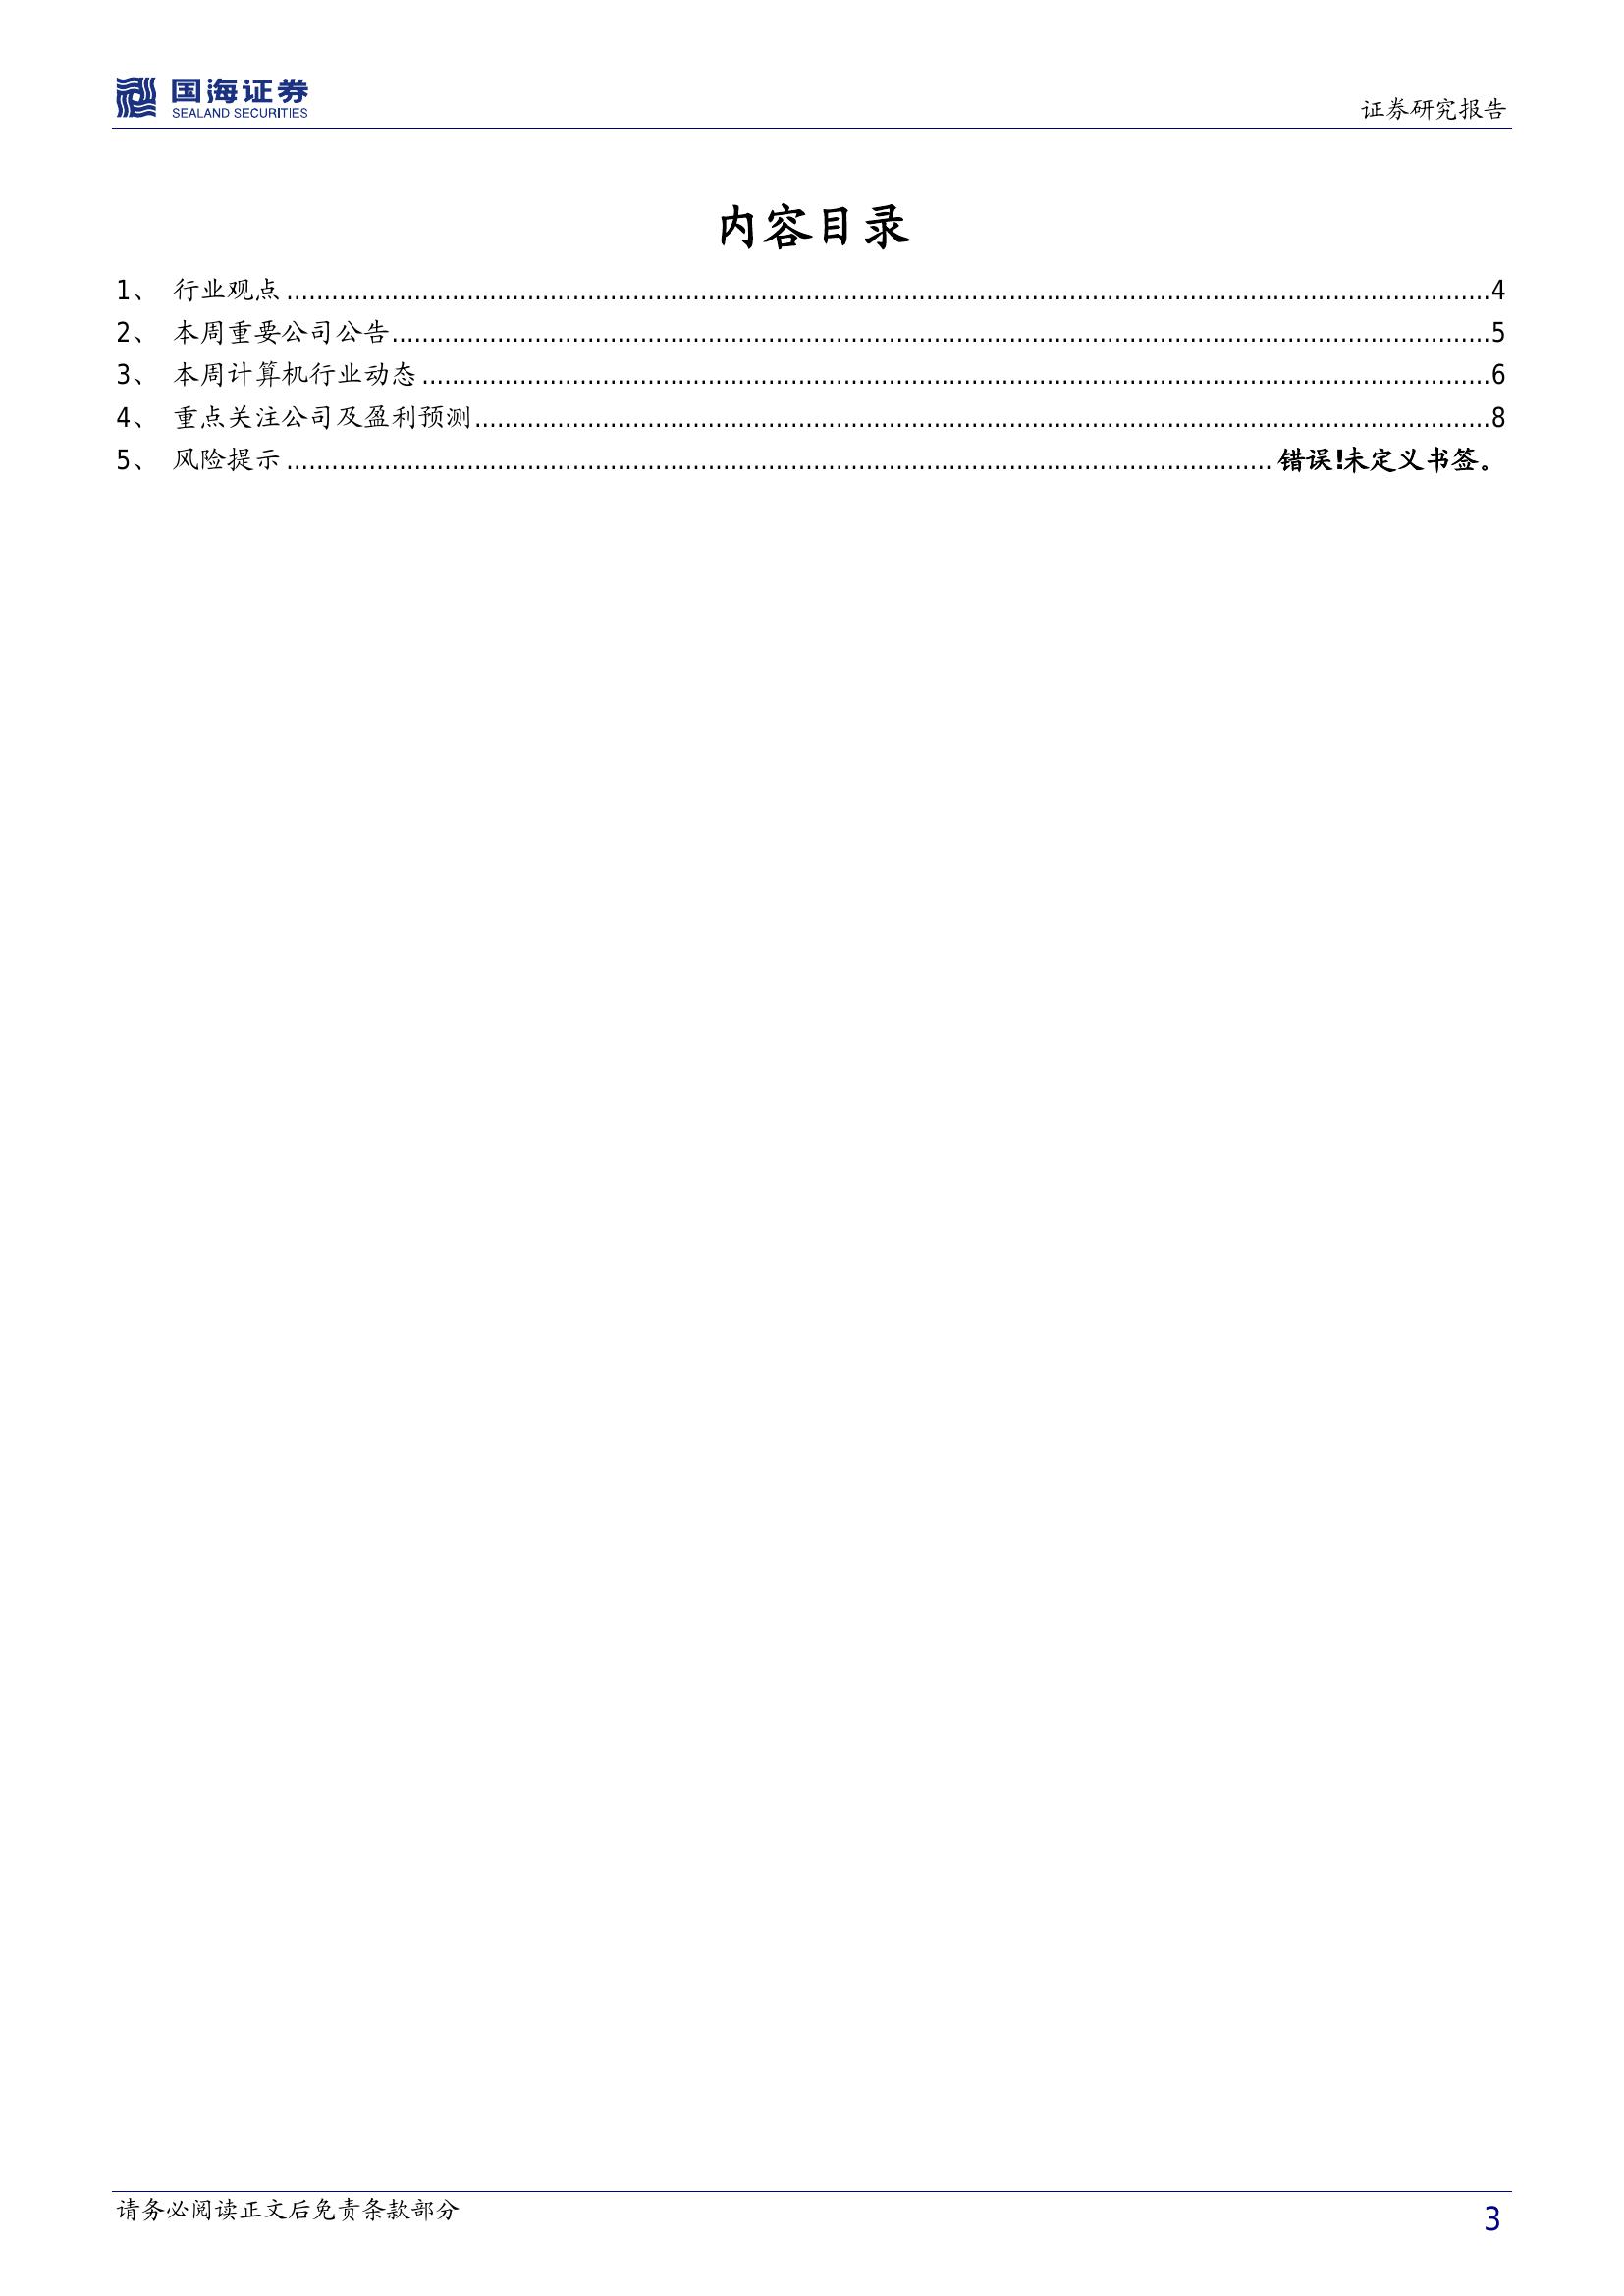 国海证券
SEALAND SECURITIES
证券研究报告
内容目录
1、 行业观点 ........................................................ 4
2、 本周重要公司公告 ........................................................ 5
3、 本周计算机行业动态 ........................................................ 6
4、 重点关注公司及盈利预测 ........................................................ 8
5、 风险提示 ........................................................ 错误!未定义书签。
请务必阅读正文后免责条款部分
3